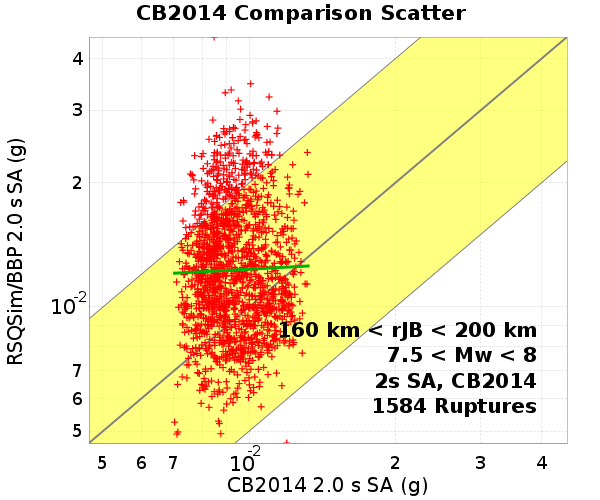 CB2014 Comparison Scatter
RSQSim/BBP 2.0 s SA (g)
4
3
2
10-2
7
6
5
160 km < rJB < 200 km
7.5 < Mw < 8
2s SA, CB2014
1584 Ruptures
5 6 7 10-2 2 3 4
CB2014 2.0 s SA (g)